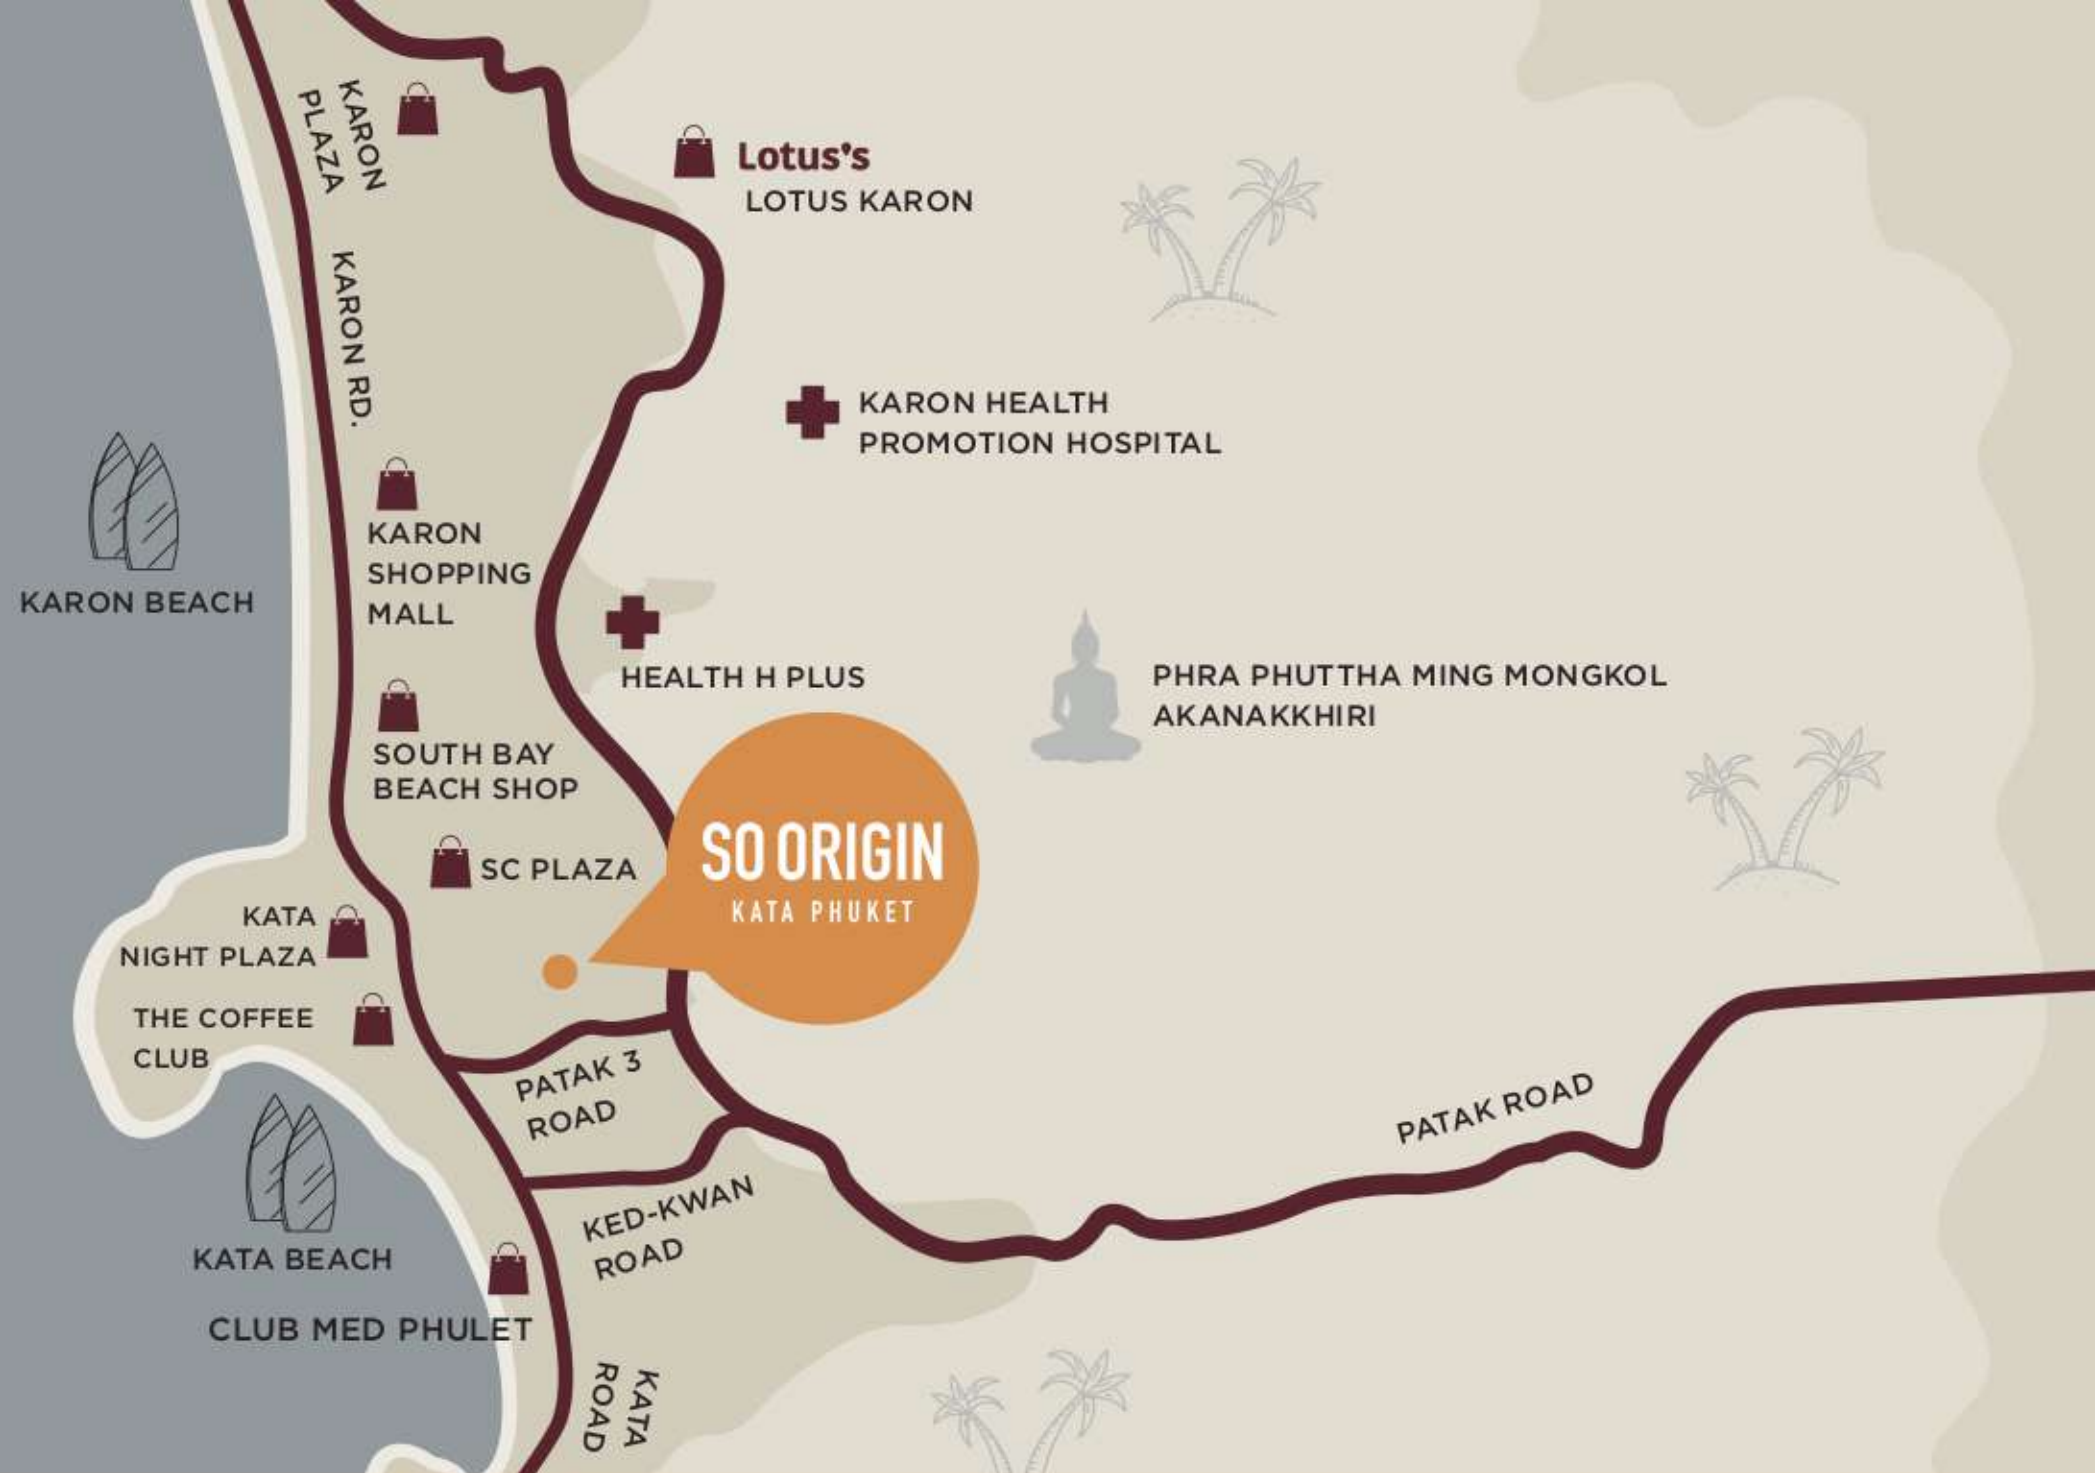 KARON
PLAZA
Lotus's
LOTUS KARON
KARON RD.
KARON HEALTH
PROMOTION HOSPITAL
KARON
SHOPPING
MALL
KARON BEACH
HEALTH H PLUS
PHRA PHUTTHA MING MONGKOL
AKANAKKHIRI
SOUTH BAY
BEACH SHOP
SC PLAZA
SO ORIGIN
KATA PHUKET
KATA
NIGHT PLAZA
THE COFFEE
CLUB
PATAK 3
ROAD
PATAK ROAD
KED-KWAN
ROAD
KATA BEACH
CLUB MED PHULET
KATA
ROAD